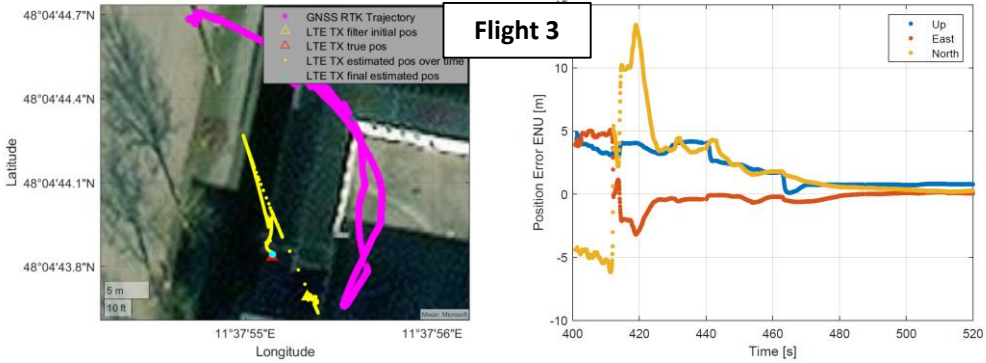 Flight 3
48°04'44.7"N
48°04'44.4"N
48°04'44.1"N
48°04'43.8"N
Latitude
GNSS RTK Trajectory
LTE TX filter initial pos
LTE TX true pos
LTE TX estimated pos over time
LTE TX final estimated pos
5 m
10 ft
Maxar, Microsoft
11°37'55"E
11°37'56"E
Longitude
15
10
5
0
-5
-10
Position Error ENU [m]
Up
East
North
400
420
440
460
480
500
520
Time [s]